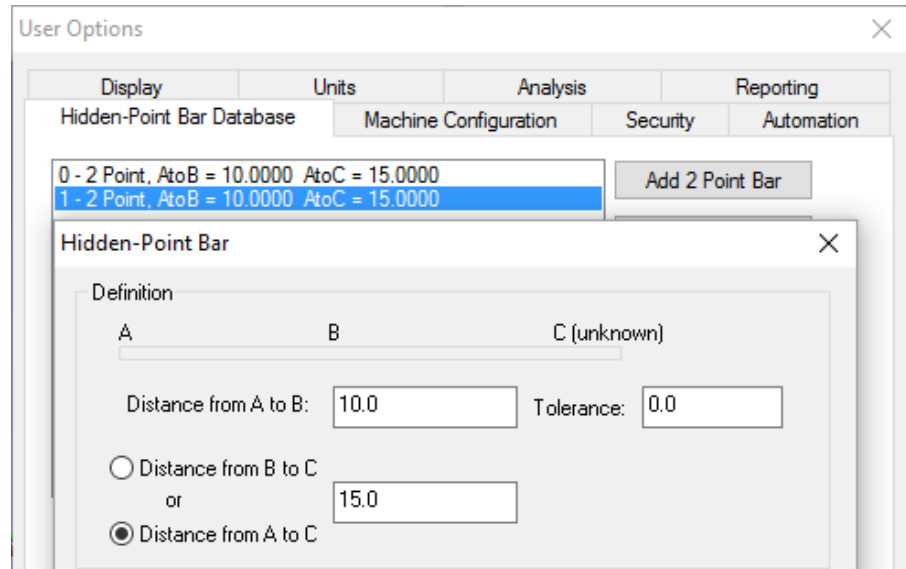 User Options
Display Units Analysis Reporting
Hidden-Point Bar Database Machine Configuration Security Automation
0 - 2 Point, AtoB = 10.0000 AtoC = 15.0000
Add 2 Point Bar
1 - 2 Point, AtoB = 10.0000 AtoC = 15.0000
Hidden-Point Bar
Definition
A B C (unknown)
Distance from A to B: 10.0 Tolerance: 0.0
Distance from B to C
or 15.0
Distance from A to C